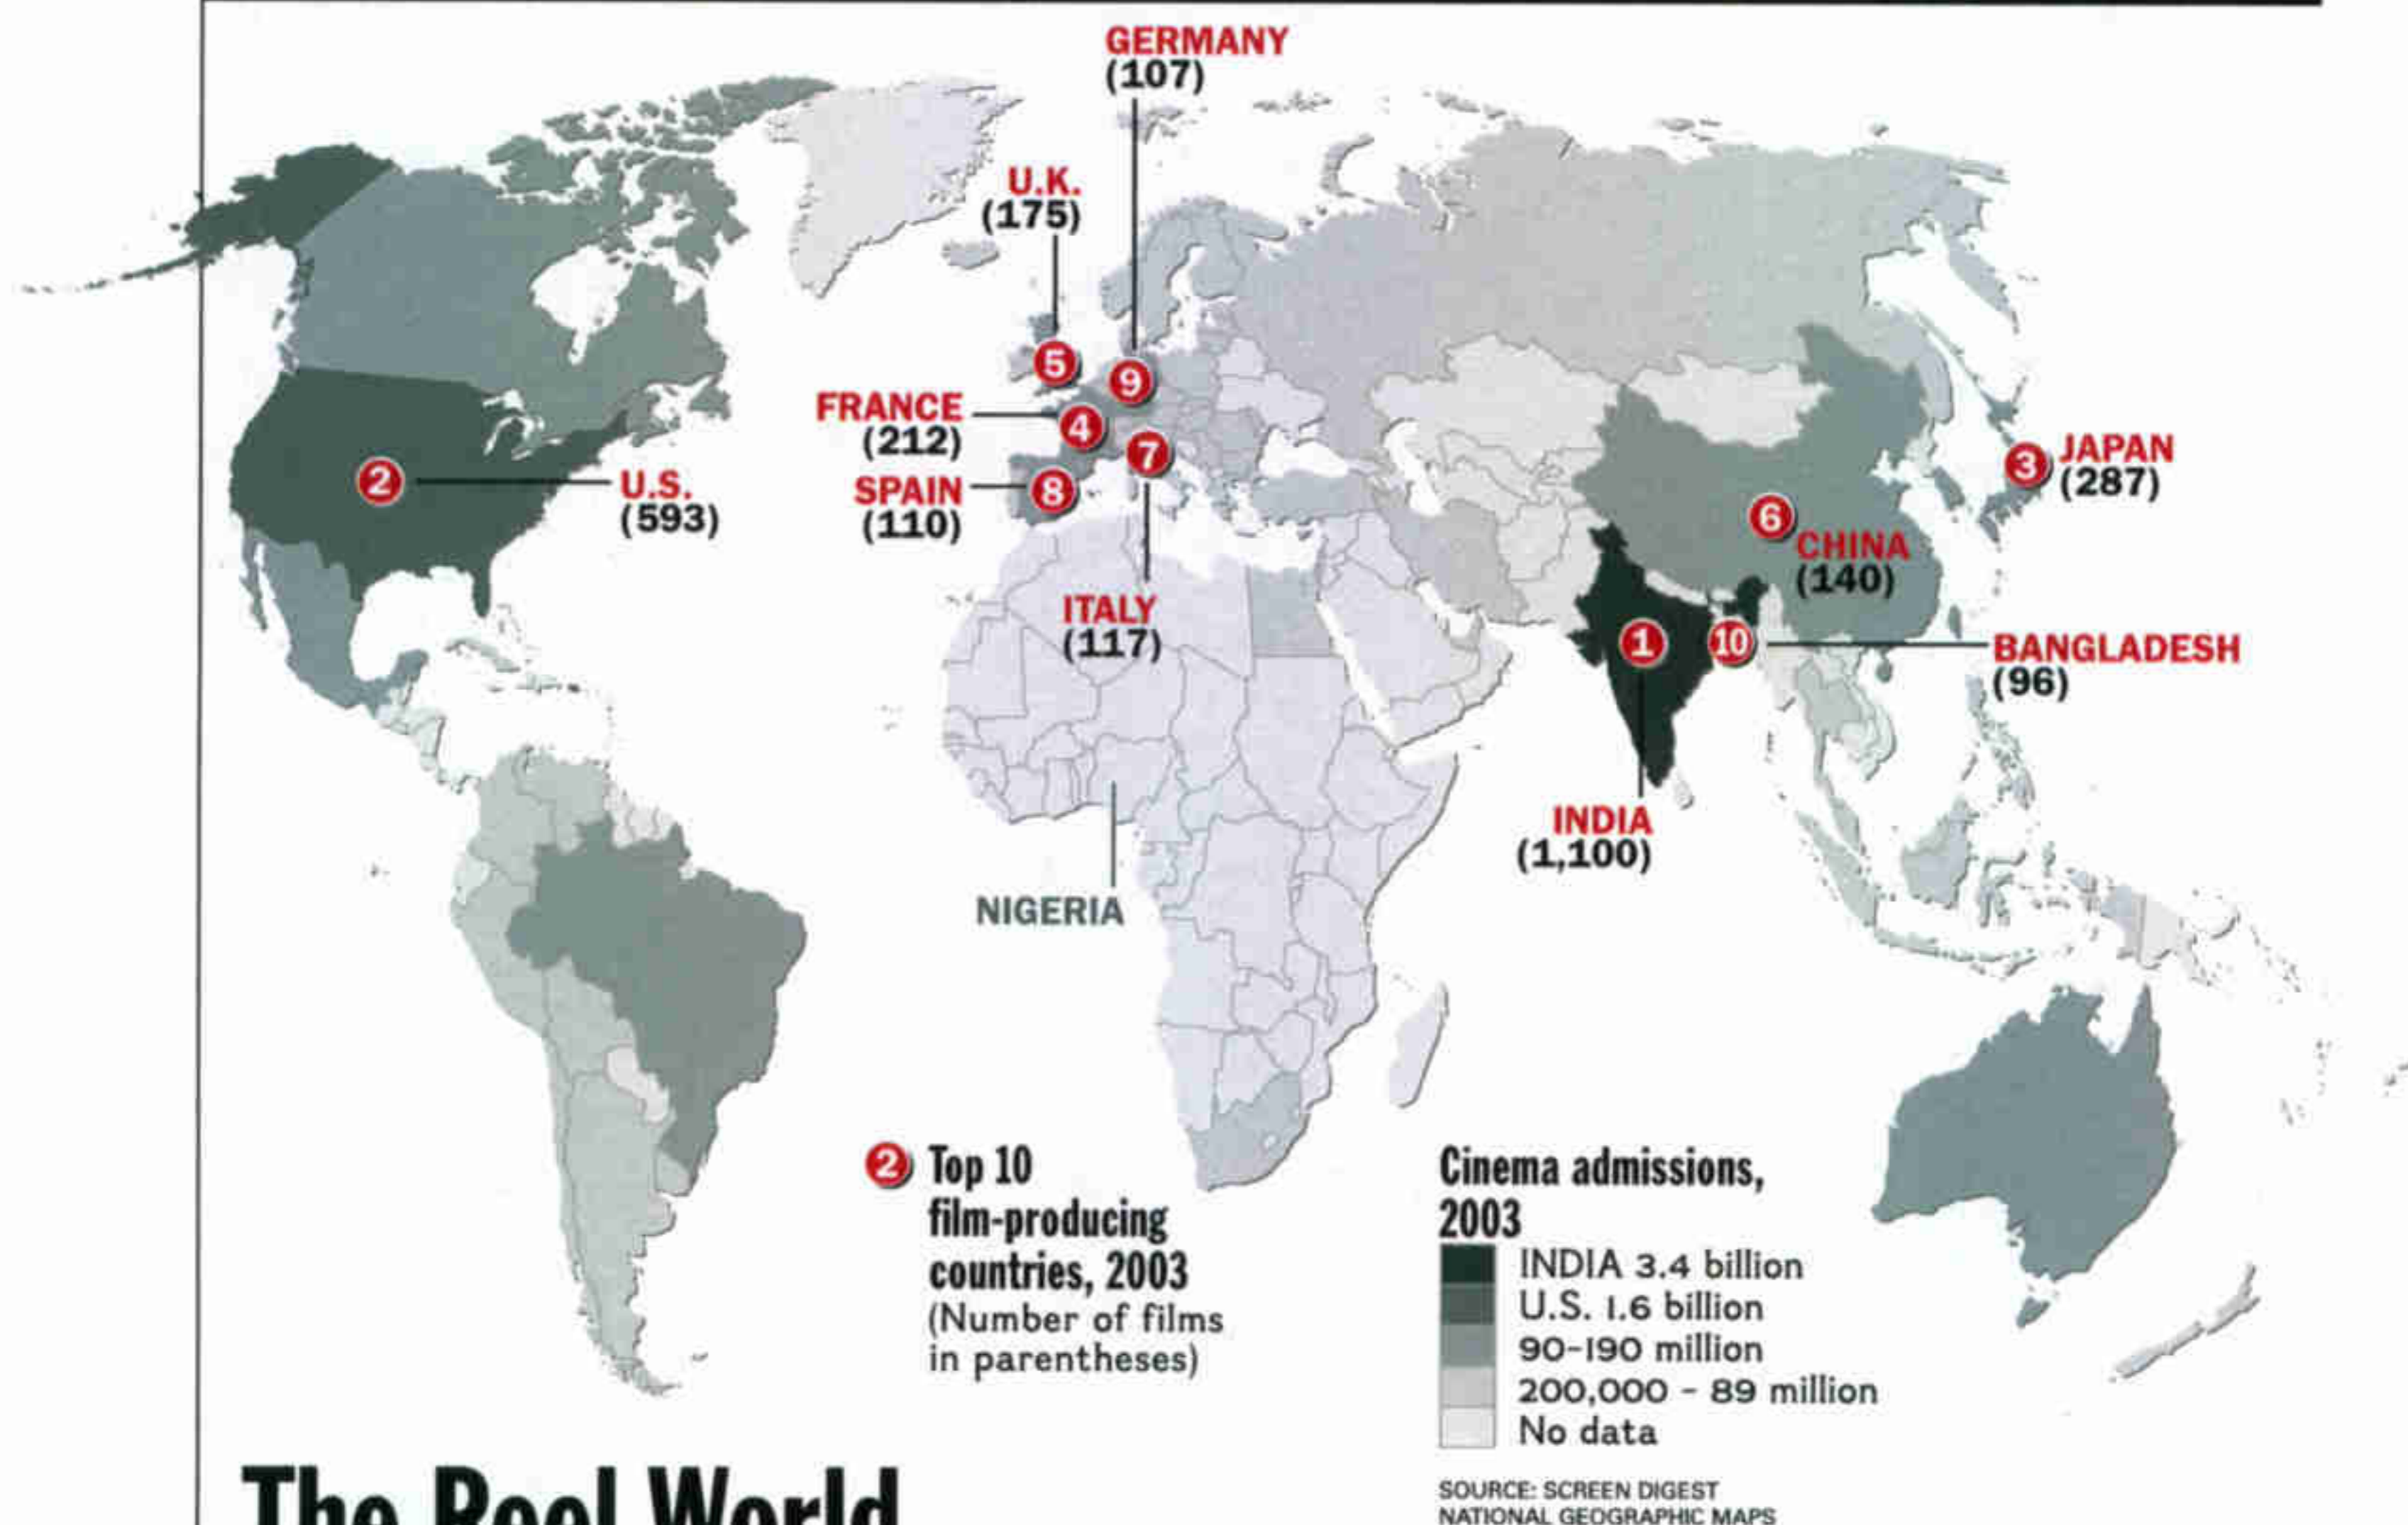 GERMANY
(107)
U.K.
(175)
FRANCE
(212)
SPAIN
(110)
ITALY
(117)
U.S.
(593)
JAPAN
(287)
CHINA
(140)
BANGLADESH
(96)
INDIA
(1,100)
NIGERIA
5
9
4
7
8
2
3
6
1
10
2 Top 10
film-producing
countries, 2003
(Number of films
in parentheses)
Cinema admissions,
2003
INDIA 3.4 billion
U.S. 1.6 billion
90-190 million
200,000 - 89 million
No data
SOURCE: SCREEN DIGEST
NATIONAL GEOGRAPHIC MAPS
The Reel World